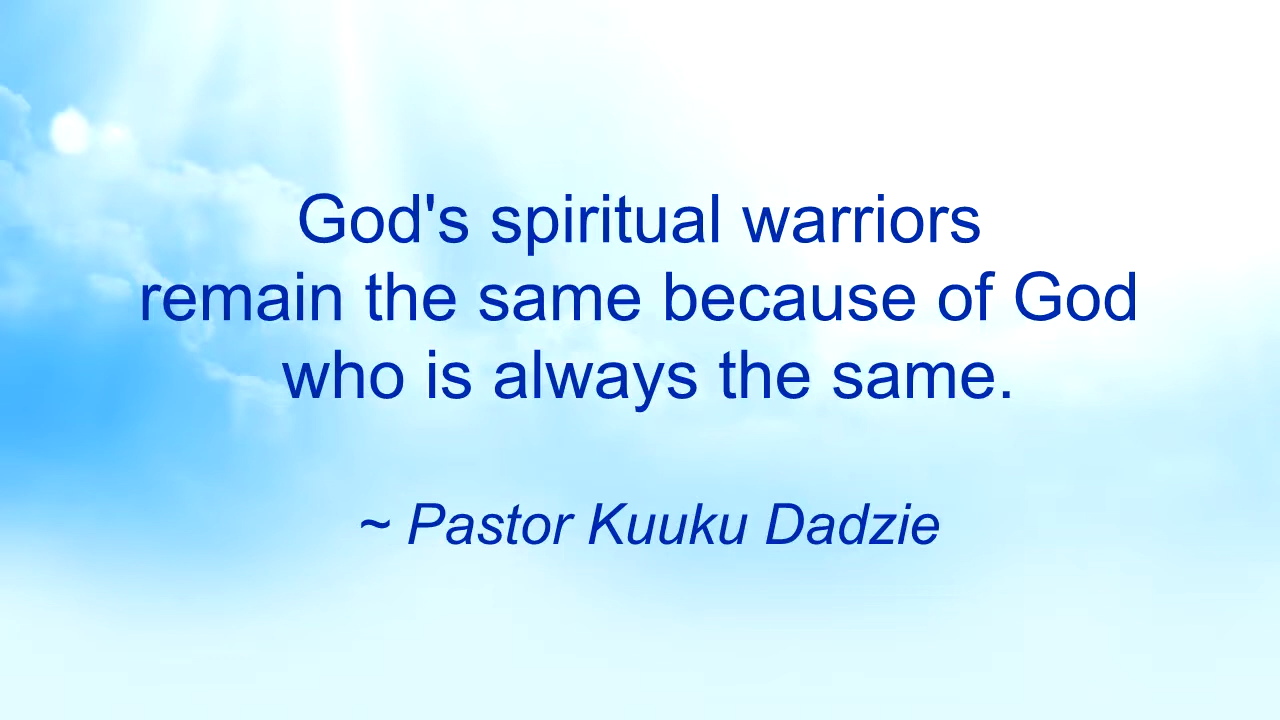 God's spiritual warriors
remain the same because of God
who is always the same.
~ Pastor Kuuku Dadzie